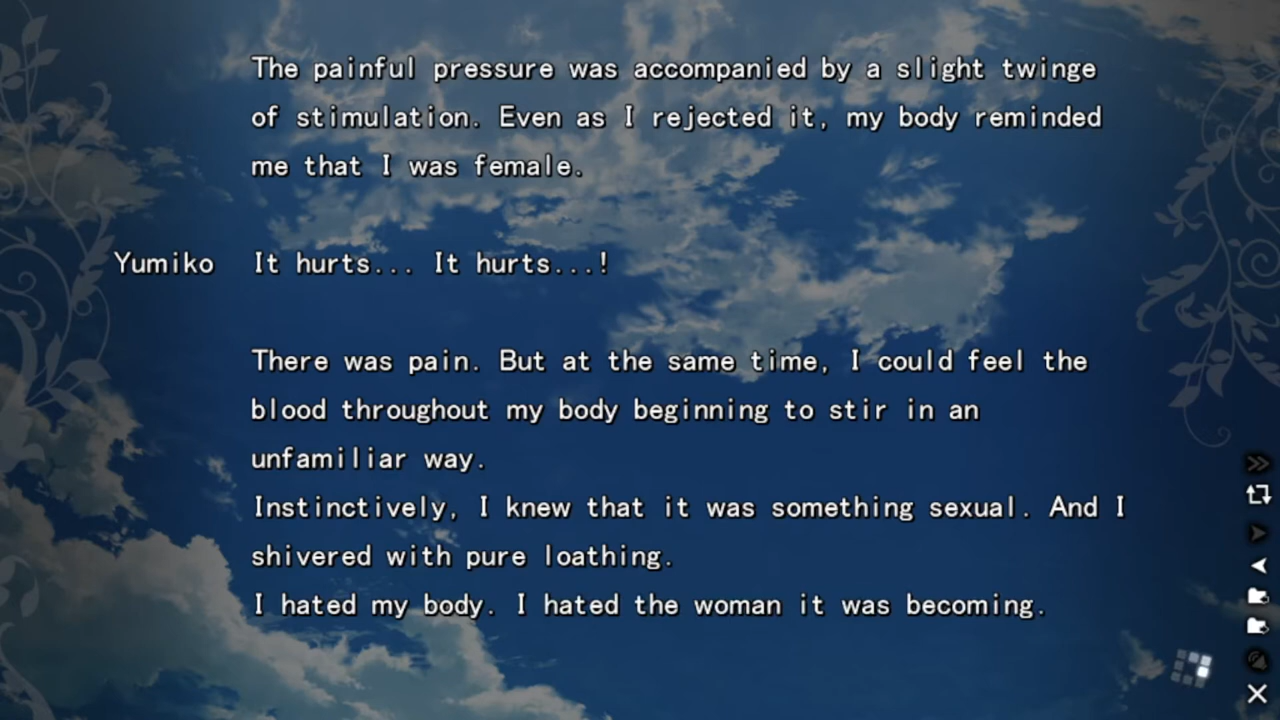 The painful pressure was accompanied by a slight twinge
of stimulation. Even as I rejected it, my body reminded
me that I was female.
Yumiko It hurts... It hurts...!
There was pain. But at the same time, I could feel the
blood throughout my body beginning to stir in an
unfamiliar way.
Instinctively, I knew that it was something sexual. And I
shivered with pure loathing.
I hated my body. I hated the woman it was becoming.